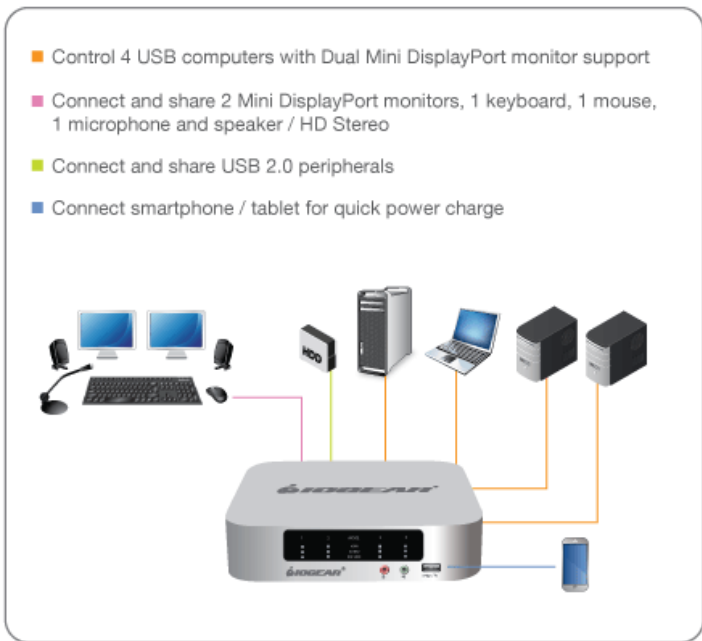 Control 4 USB computers with Dual Mini DisplayPort monitor support
Connect and share 2 Mini DisplayPort monitors, 1 keyboard, 1 mouse,
1 microphone and speaker / HD Stereo
Connect and share USB 2.0 peripherals
Connect smartphone / tablet for quick power charge
HDD
IOGEAR®
1 2
IOGEAR®